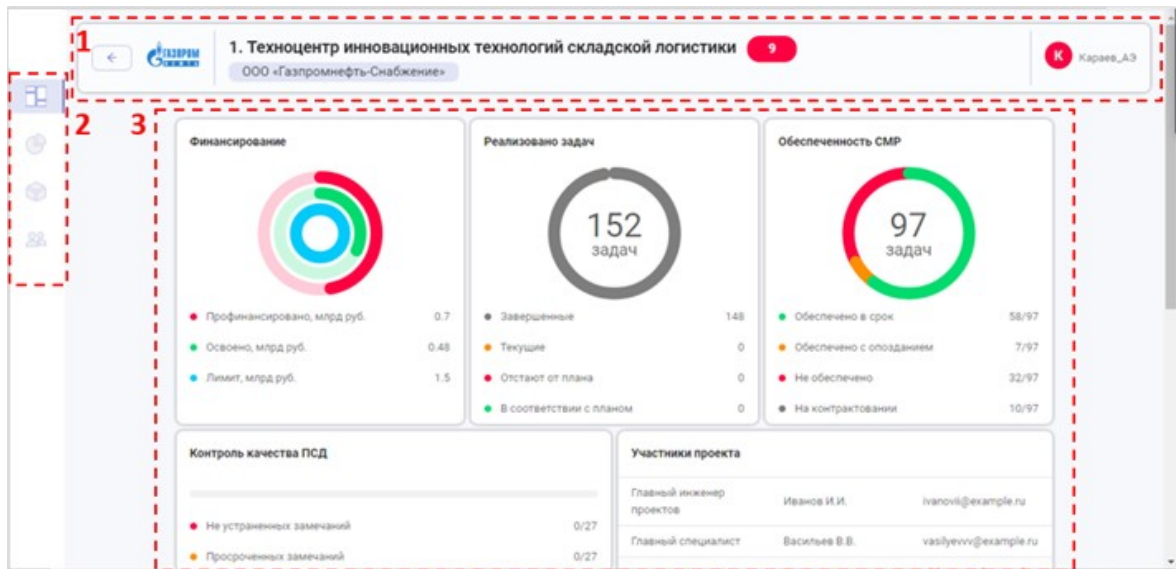 1
ГАЗПРОМ
НЕФТЬ
1. Техноцентр инновационных технологий складской логистики
9
ООО «Газпромнефть-Снабжение»
К
Караев_АЭ
2
3
Финансирование
Профинансировано, млрд руб. 0.7
Освоено, млрд руб. 0.48
Лимит, млрд руб. 1.5
Реализовано задач
152
задач
Завершенные 148
Текущие 0
Отстают от плана 0
В соответствии с планом 0
Обеспеченность СМР
97
задач
Обеспечено в срок 58/97
Обеспечено с опозданием 7/97
Не обеспечено 32/97
На контрактовании 10/97
Контроль качества ПСД
Не устраненных замечаний 0/27
Просроченных замечаний 0/27
Участники проекта
Главный инженер
проектов
Иванов И.И. ivanovii@example.ru
Главный специалист Васильев В.В. vasilyevvv@example.ru